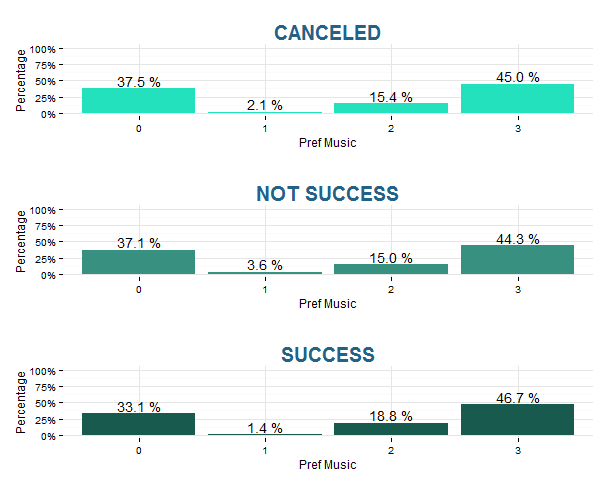 CANCELED
Percentage
100%
75%
50%
25%
0%
37.5 %
2.1 %
15.4 %
45.0 %
0 1 2 3
Pref Music
NOT SUCCESS
Percentage
100%
75%
50%
25%
0%
37.1 %
3.6 %
15.0 %
44.3 %
0 1 2 3
Pref Music
SUCCESS
Percentage
100%
75%
50%
25%
0%
33.1 %
1.4 %
18.8 %
46.7 %
0 1 2 3
Pref Music